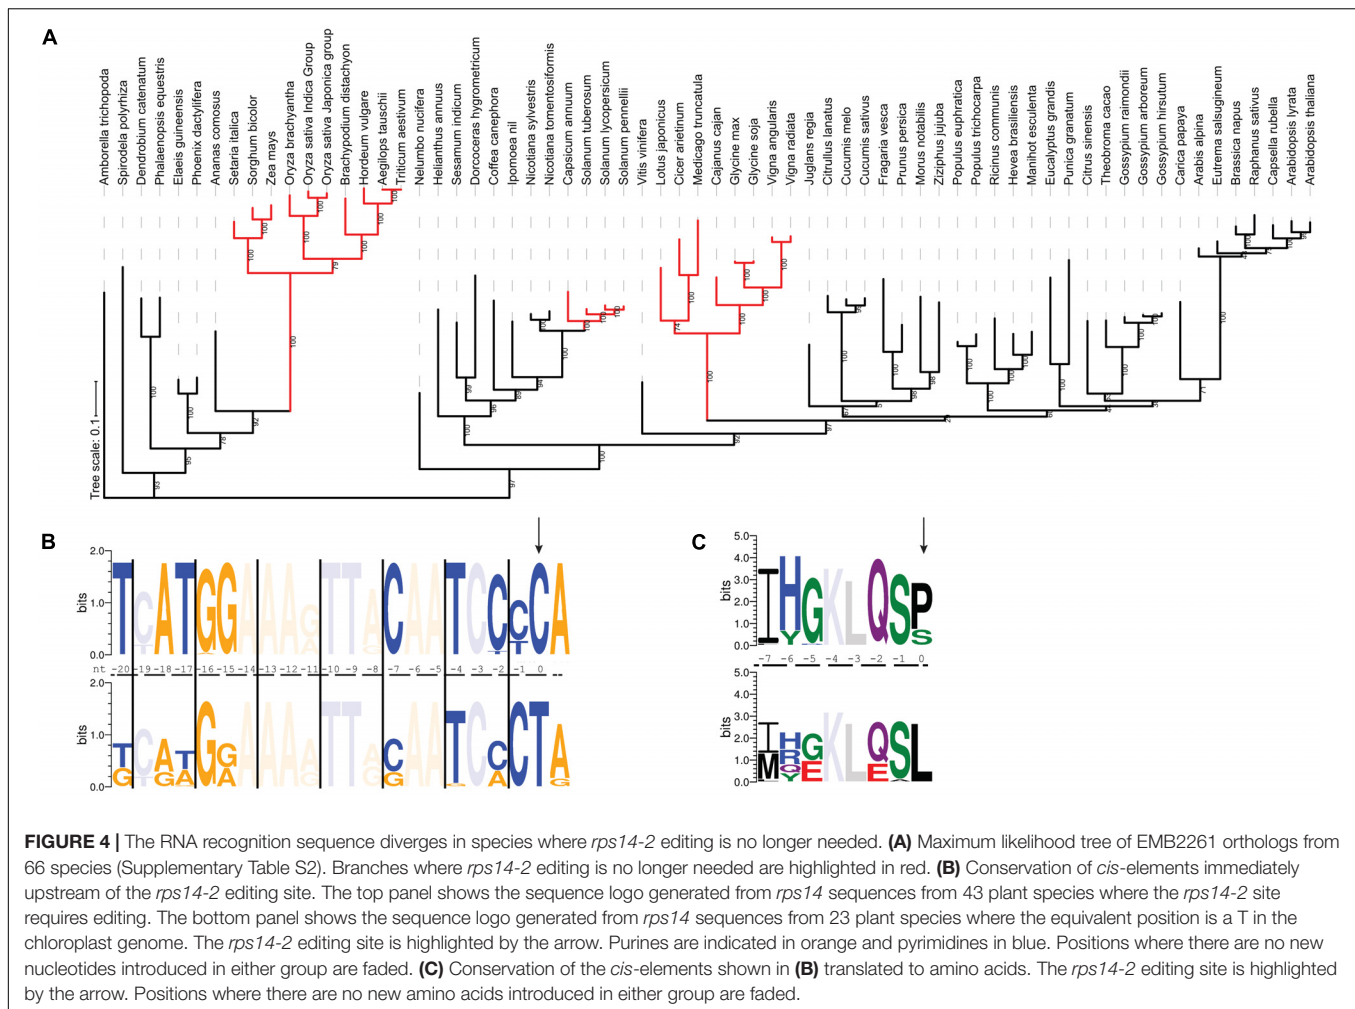 A
Amborella trichopoda
Spirodela polyrhiza
Dendrobium catenatum
Phalaenopsis equestris
Elaeis guineensis
Phoenix dactylifera
Ananas comosus
Setaria italica
Sorghum bicolor
Zea mays
Oryza brachyantha
Oryza sativa Indica Group
Oryza sativa Japonica group
Brachypodium distachyon
Hordeum vulgare
Aegilops tauschii
Triticum aestivum
Nelumbo nucifera
Helianthus annuus
Sesamum indicum
Dorcoceras hygrometricum
Coffea canephora
Ipomoea nil
Nicotiana sylvestris
Nicotiana tomentosiformis
Capsicum annuum
Solanum tuberosum
Solanum lycopersicum
Solanum pennellii
Vitis vinifera
Lotus japonicus
Cicer arietinum
Medicago truncatula
Cajanus cajan
Glycine max
Glycine soja
Vigna angularis
Vigna radiata
Juglans regia
Citrullus lanatus
Cucumis melo
Cucumis sativus
Fragaria vesca
Prunus persica
Morus notabilis
Ziziphus jujuba
Populus euphratica
Populus trichocarpa
Ricinus communis
Hevea brasiliensis
Manihot esculenta
Eucalyptus grandis
Punica granatum
Citrus sinensis
Theobroma cacao
Gossypium raimondii
Gossypium arboreum
Gossypium hirsutum
Carica papaya
Arabis alpina
Eutrema salsugineum
Brassica napus
Raphanus sativus
Capsella rubella
Arabidopsis lyrata
Arabidopsis thaliana
Tree scale: 0.1
B
2.0
1.0
0.0
bits
nt -20 -19 -18 -17 -16 -15 -14 -13 -12 -11 -10 -9 -8 -7 -6 -5 -4 -3 -2 -1 0
2.0
1.0
0.0
bits
C
5.0
4.0
3.0
2.0
1.0
0.0
bits
-7 -6 -5 -4 -3 -2 -1 0
5.0
4.0
3.0
2.0
1.0
0.0
bits
FIGURE 4 | The RNA recognition sequence diverges in species where rps14-2 editing is no longer needed. (A) Maximum likelihood tree of EMB2261 orthologs from
66 species (Supplementary Table S2). Branches where rps14-2 editing is no longer needed are highlighted in red. (B) Conservation of cis-elements immediately
upstream of the rps14-2 editing site. The top panel shows the sequence logo generated from rps14 sequences from 43 plant species where the rps14-2 site
requires editing. The bottom panel shows the sequence logo generated from rps14 sequences from 23 plant species where the equivalent position is a T in the
chloroplast genome. The rps14-2 editing site is highlighted by the arrow. Purines are indicated in orange and pyrimidines in blue. Positions where there are no new
nucleotides introduced in either group are faded. (C) Conservation of the cis-elements shown in (B) translated to amino acids. The rps14-2 editing site is highlighted
by the arrow. Positions where there are no new amino acids introduced in either group are faded.